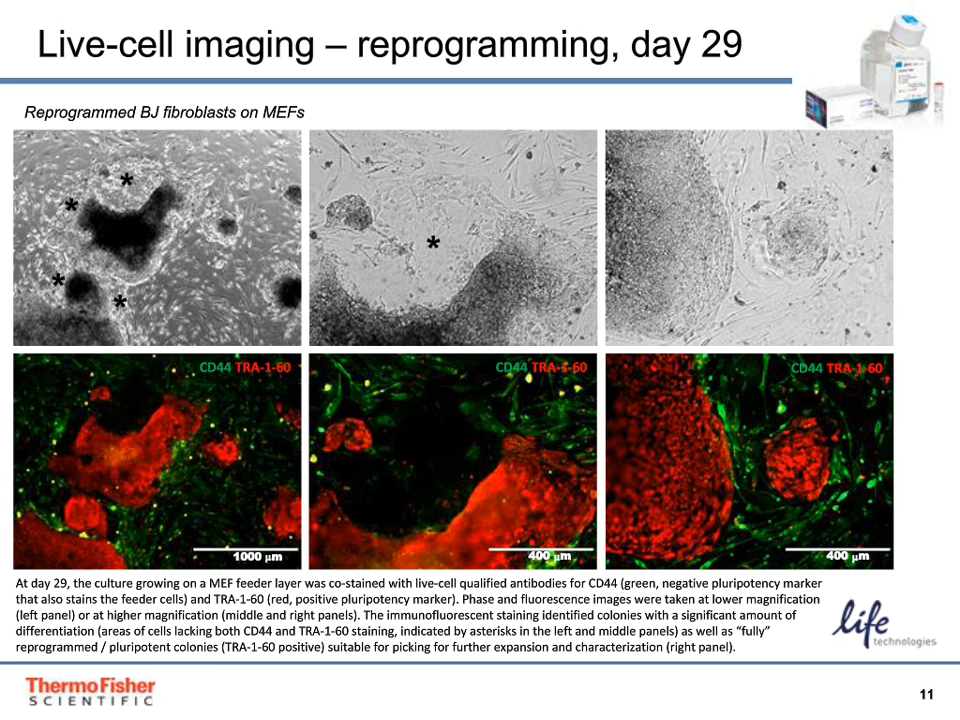 Live-cell imaging – reprogramming, day 29
Reprogrammed BJ fibroblasts on MEFs
*
*
*
*
*
CD44 TRA-1-60
CD44 TRA-1-60
CD44 TRA-1-60
1000 µm
400 µm
400 µm
At day 29, the culture growing on a MEF feeder layer was co-stained with live-cell qualified antibodies for CD44 (green, negative pluripotency marker
that also stains the feeder cells) and TRA-1-60 (red, positive pluripotency marker). Phase and fluorescence images were taken at lower magnification
(left panel) or at higher magnification (middle and right panels). The immunofluorescent staining identified colonies with a significant amount of
differentiation (areas of cells lacking both CD44 and TRA-1-60 staining, indicated by asterisks in the left and middle panels) as well as “fully”
reprogrammed / pluripotent colonies (TRA-1-60 positive) suitable for picking for further expansion and characterization (right panel).
life
technologies
ThermoFisher
SCIENTIFIC
11